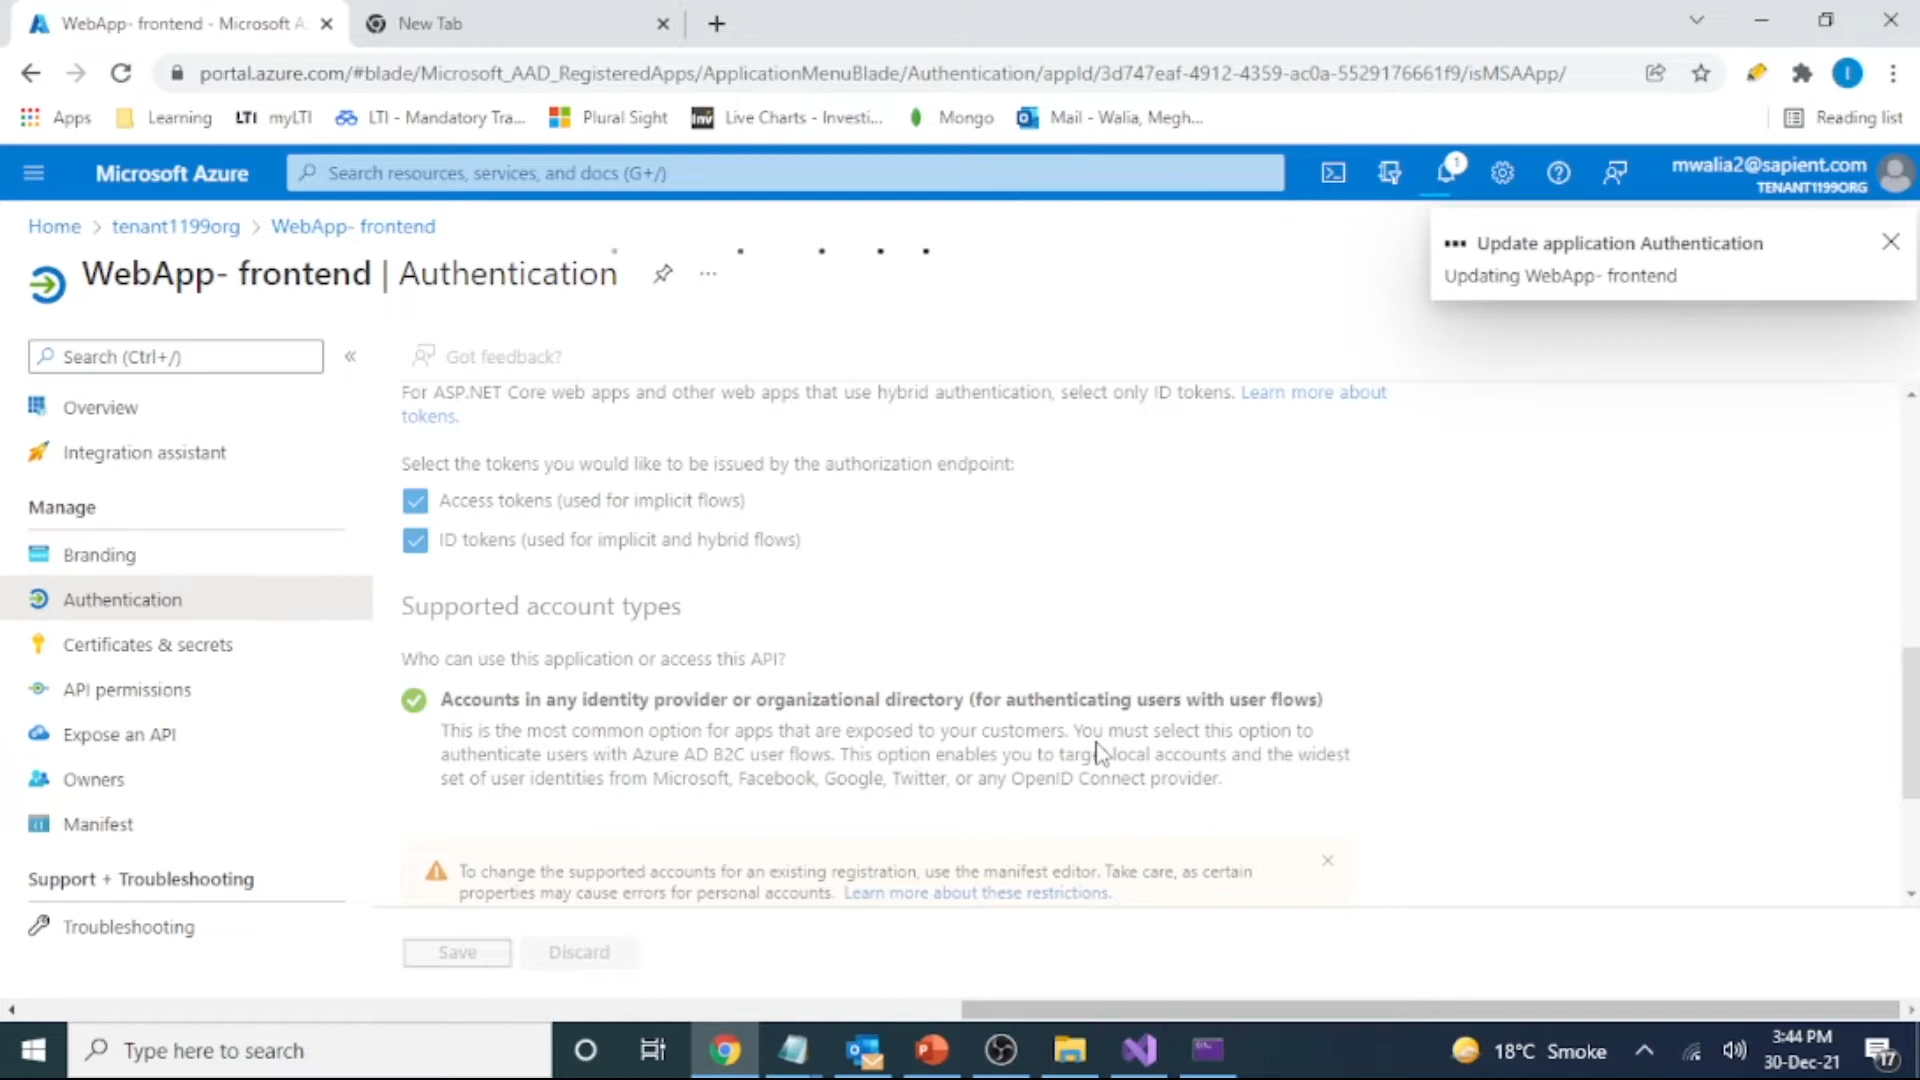 WebApp- frontend - Microsoft A
New Tab
portal.azure.com/#blade/Microsoft_AAD_RegisteredApps/ApplicationMenuBlade/Authentication/appId/3d747eaf-4912-4359-ac0a-5529176661f9/isMSAApp/
Apps
Learning
LTI myLTI
LTI - Mandatory Tra...
Plural Sight
Inv Live Charts - Investi...
Mongo
Mail - Walia, Megh...
Reading list
Microsoft Azure
Search resources, services, and docs (G+/)
1
mwalia2@sapient.com
TENANT1199ORG
Home > tenant1199org > WebApp- frontend
WebApp- frontend | Authentication
Update application Authentication
Updating WebApp- frontend
Search (Ctrl+/)
Got feedback?
Overview
Integration assistant
Manage
Branding
Authentication
Certificates & secrets
API permissions
Expose an API
Owners
Manifest
Support + Troubleshooting
Troubleshooting
For ASP.NET Core web apps and other web apps that use hybrid authentication, select only ID tokens. Learn more about
tokens.
Select the tokens you would like to be issued by the authorization endpoint:
Access tokens (used for implicit flows)
ID tokens (used for implicit and hybrid flows)
Supported account types
Who can use this application or access this API?
Accounts in any identity provider or organizational directory (for authenticating users with user flows)
This is the most common option for apps that are exposed to your customers. You must select this option to
authenticate users with Azure AD B2C user flows. This option enables you to target local accounts and the widest
set of user identities from Microsoft, Facebook, Google, Twitter, or any OpenID Connect provider.
To change the supported accounts for an existing registration, use the manifest editor. Take care, as certain
properties may cause errors for personal accounts. Learn more about these restrictions.
Save
Discard
Type here to search
18°C Smoke
3:44 PM
30-Dec-21
17